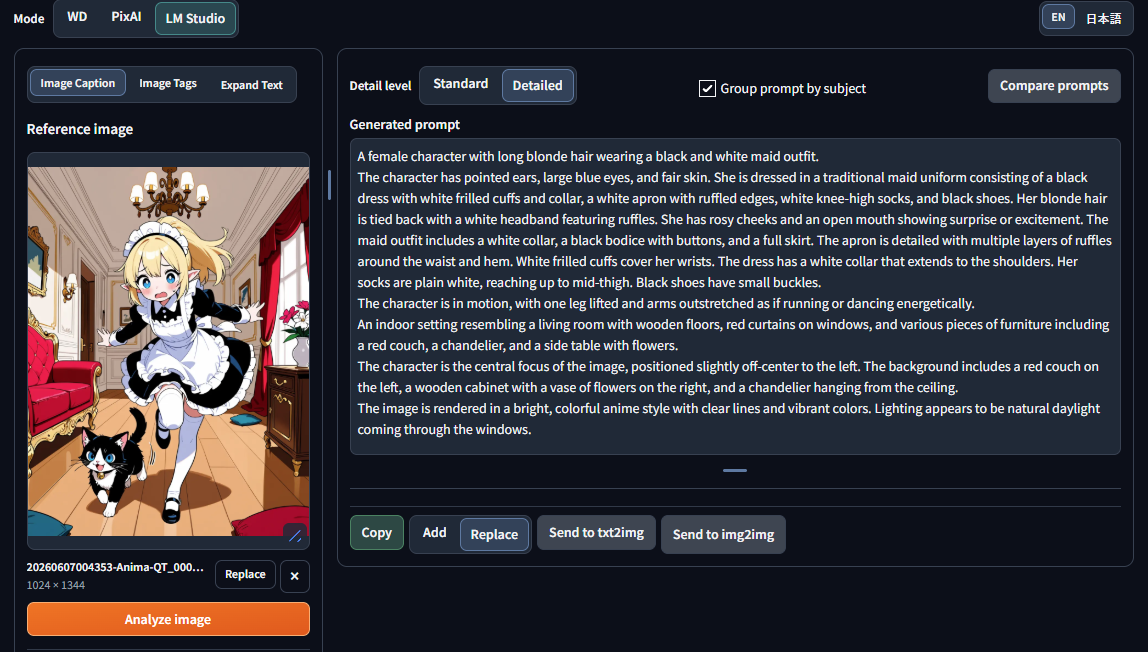 Mode
WD
PixAI
LM Studio
EN
日本語
Image Caption
Image Tags
Expand Text
Reference image
20260607004353-Anima-QT_000...
1024 × 1344
Replace
×
Analyze image
Detail level
Standard
Detailed
Group prompt by subject
Compare prompts
Generated prompt
A female character with long blonde hair wearing a black and white maid outfit.
The character has pointed ears, large blue eyes, and fair skin. She is dressed in a traditional maid uniform consisting of a black
dress with white frilled cuffs and collar, a white apron with ruffled edges, white knee-high socks, and black shoes. Her blonde hair
is tied back with a white headband featuring ruffles. She has rosy cheeks and an open mouth showing surprise or excitement. The
maid outfit includes a white collar, a black bodice with buttons, and a full skirt. The apron is detailed with multiple layers of ruffles
around the waist and hem. White frilled cuffs cover her wrists. The dress has a white collar that extends to the shoulders. Her
socks are plain white, reaching up to mid-thigh. Black shoes have small buckles.
The character is in motion, with one leg lifted and arms outstretched as if running or dancing energetically.
An indoor setting resembling a living room with wooden floors, red curtains on windows, and various pieces of furniture including
a red couch, a chandelier, and a side table with flowers.
The character is the central focus of the image, positioned slightly off-center to the left. The background includes a red couch on
the left, a wooden cabinet with a vase of flowers on the right, and a chandelier hanging from the ceiling.
The image is rendered in a bright, colorful anime style with clear lines and vibrant colors. Lighting appears to be natural daylight
coming through the windows.
Copy
Add
Replace
Send to txt2img
Send to img2img